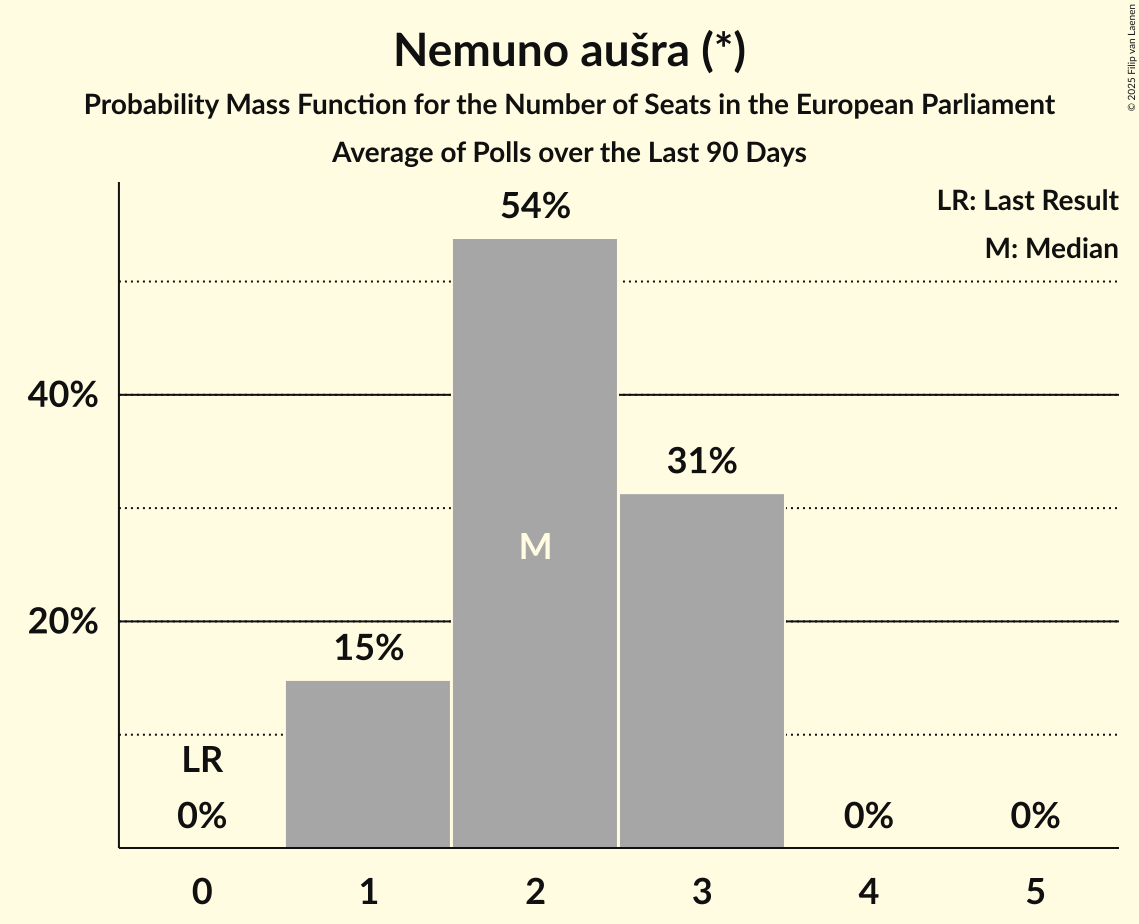 Nemuno aušra (*)
Probability Mass Function for the Number of Seats in the European Parliament
Average of Polls over the Last 90 Days
© 2025 Filip van Laenen
LR: Last Result
M: Median
54%
40%
31%
M
20%
15%
LR
0%
0%
0%
0
1
2
3
4
5